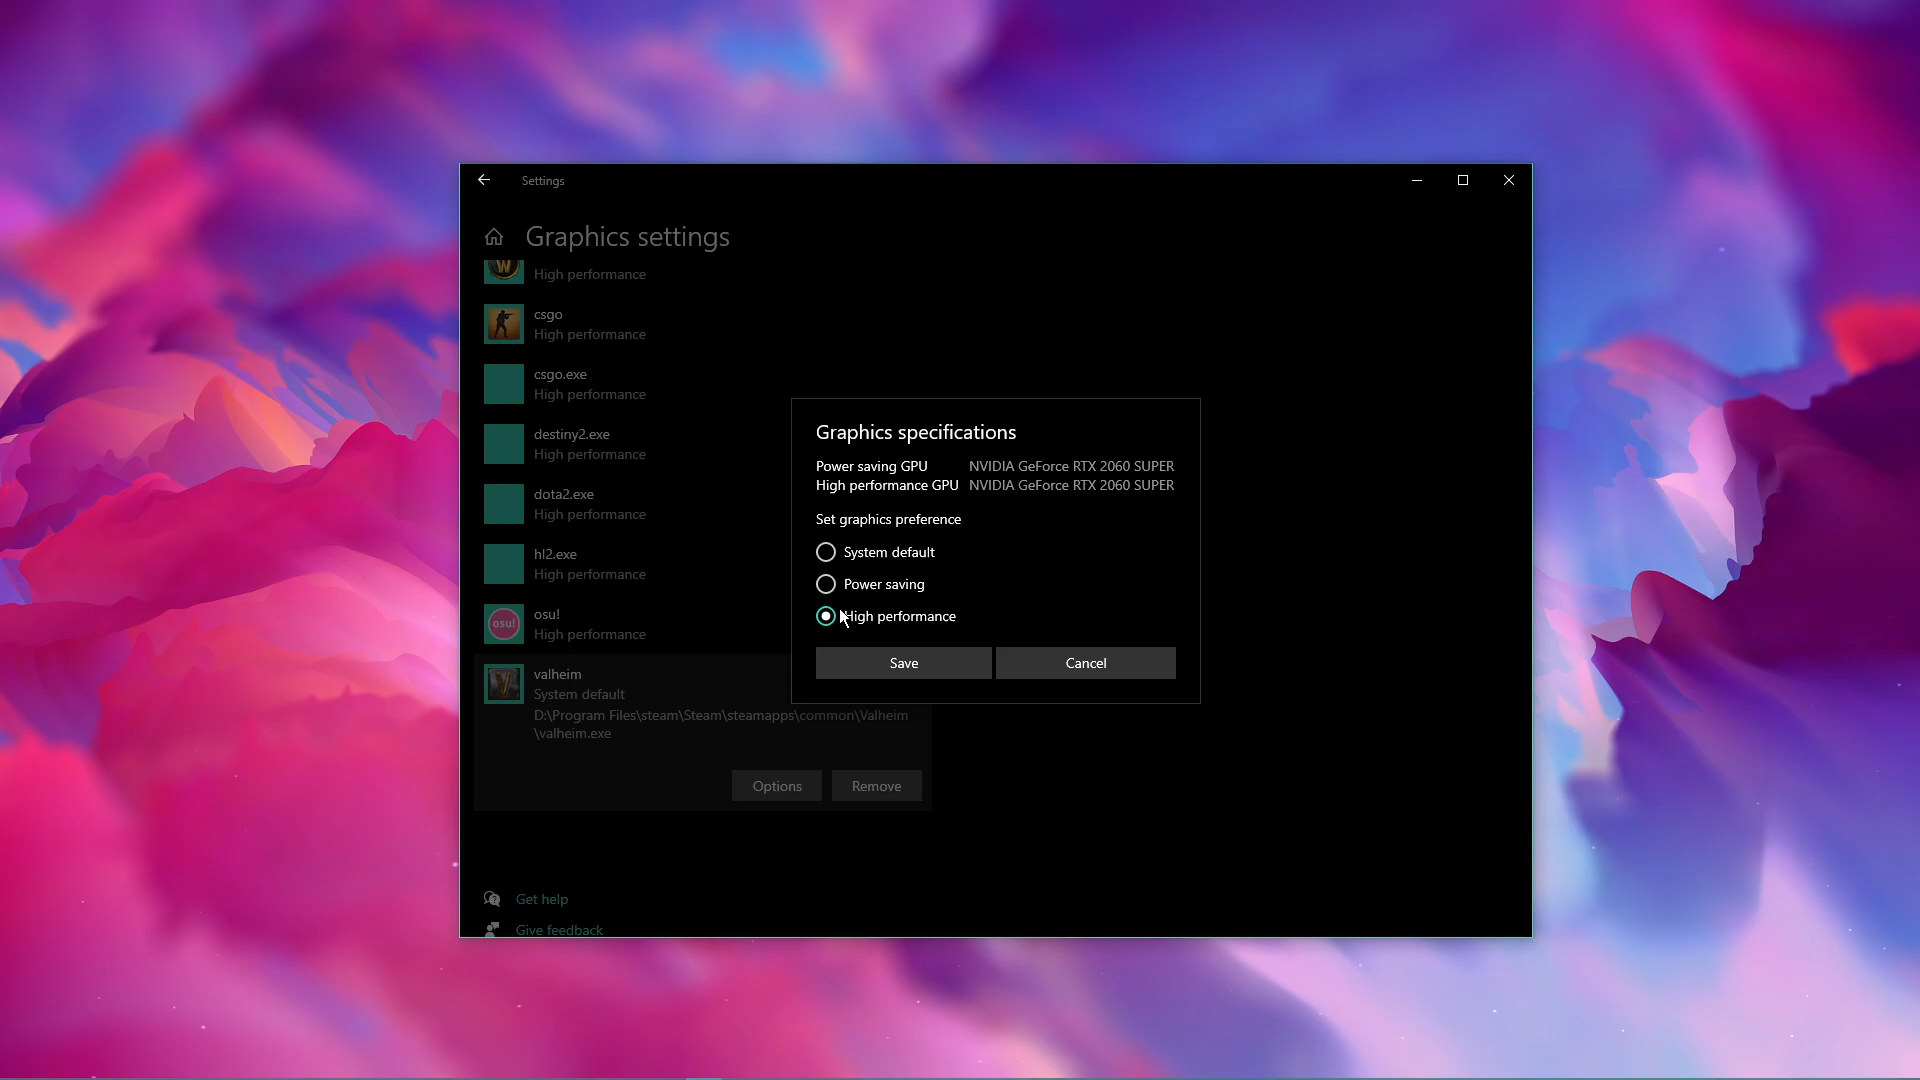 Settings
Graphics settings
W
High performance
csgo
High performance
csgo.exe
High performance
destiny2.exe
High performance
dota2.exe
High performance
hl2.exe
High performance
osu!
osu!
High performance
V
valheim
System default
D:\Program Files\steam\Steam\steamapps\common\Valheim
\valheim.exe
Options
Remove
Get help
Give feedback
Graphics specifications
Power saving GPU NVIDIA GeForce RTX 2060 SUPER
High performance GPU NVIDIA GeForce RTX 2060 SUPER
Set graphics preference
System default
Power saving
High performance
Save
Cancel